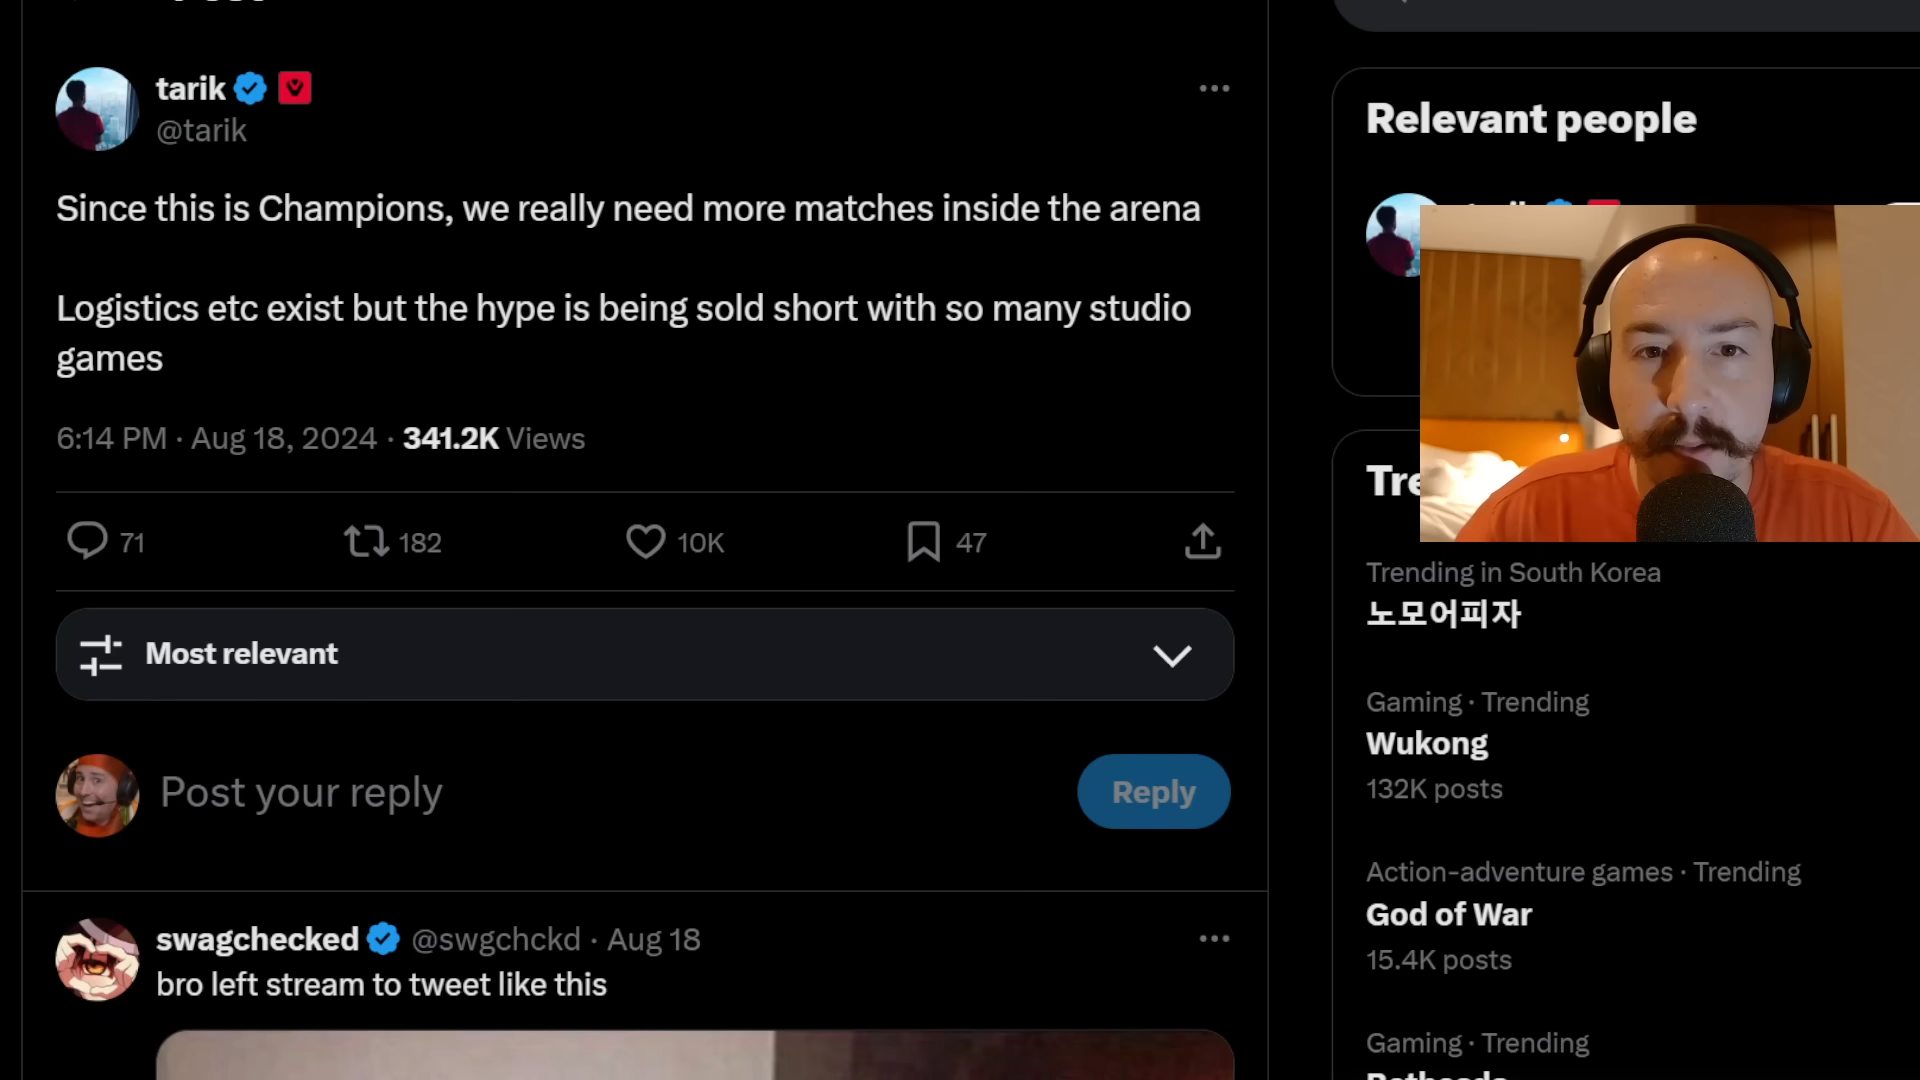 tarik
@tarik
Since this is Champions, we really need more matches inside the arena
Logistics etc exist but the hype is being sold short with so many studio
games
6:14 PM · Aug 18, 2024 · 341.2K Views
71
182
10K
47
Most relevant
Post your reply
Reply
swagchecked @swgchckd · Aug 18
bro left stream to tweet like this
Relevant people
Trending in South Korea
노모어피자
Gaming · Trending
Wukong
132K posts
Action-adventure games · Trending
God of War
15.4K posts
Gaming · Trending